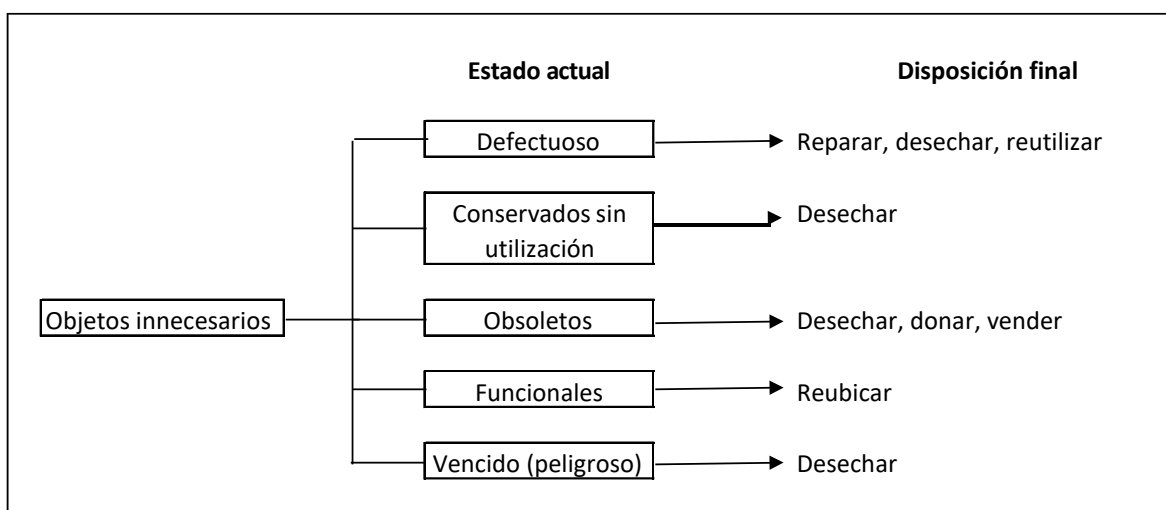 Estado actual
Disposición final
Defectuoso
Reparar, desechar, reutilizar
Conservados sin
utilización
Desechar
Objetos innecesarios
Obsoletos
Desechar, donar, vender
Funcionales
Reubicar
Vencido (peligroso)
Desechar